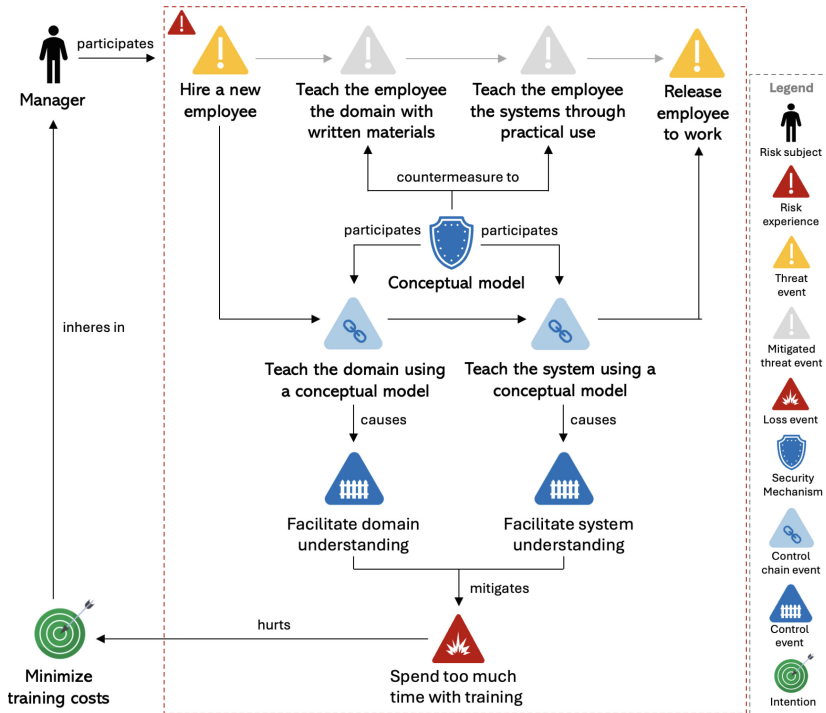 participates
Manager
Hire a new
employee
Teach the employee
the domain with
written materials
Teach the employee
the systems through
practical use
Release
employee
to work
countermeasure to
participates
participates
Conceptual model
inheres in
Teach the domain using
a conceptual model
Teach the system using a
conceptual model
causes
causes
Facilitate domain
understanding
Facilitate system
understanding
mitigates
hurts
Spend too much
time with training
Minimize
training costs
Legend
Risk subject
Risk
experience
Threat
event
Mitigated
threat event
Loss event
Security
Mechanism
Control
chain event
Control
event
Intention